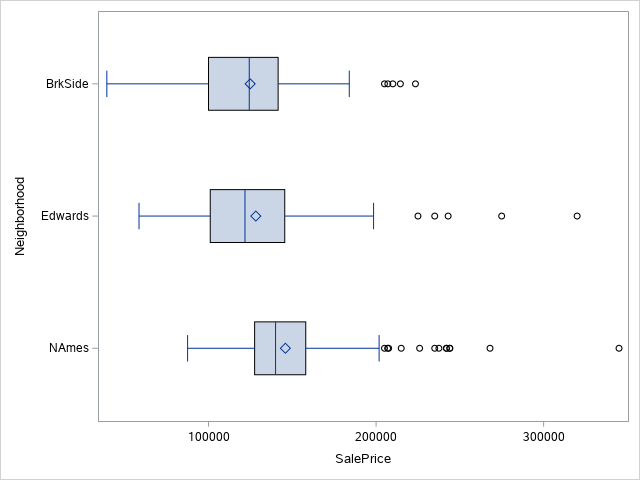 BrkSide
Edwards
NAmes
Neighborhood
100000 200000 300000
SalePrice